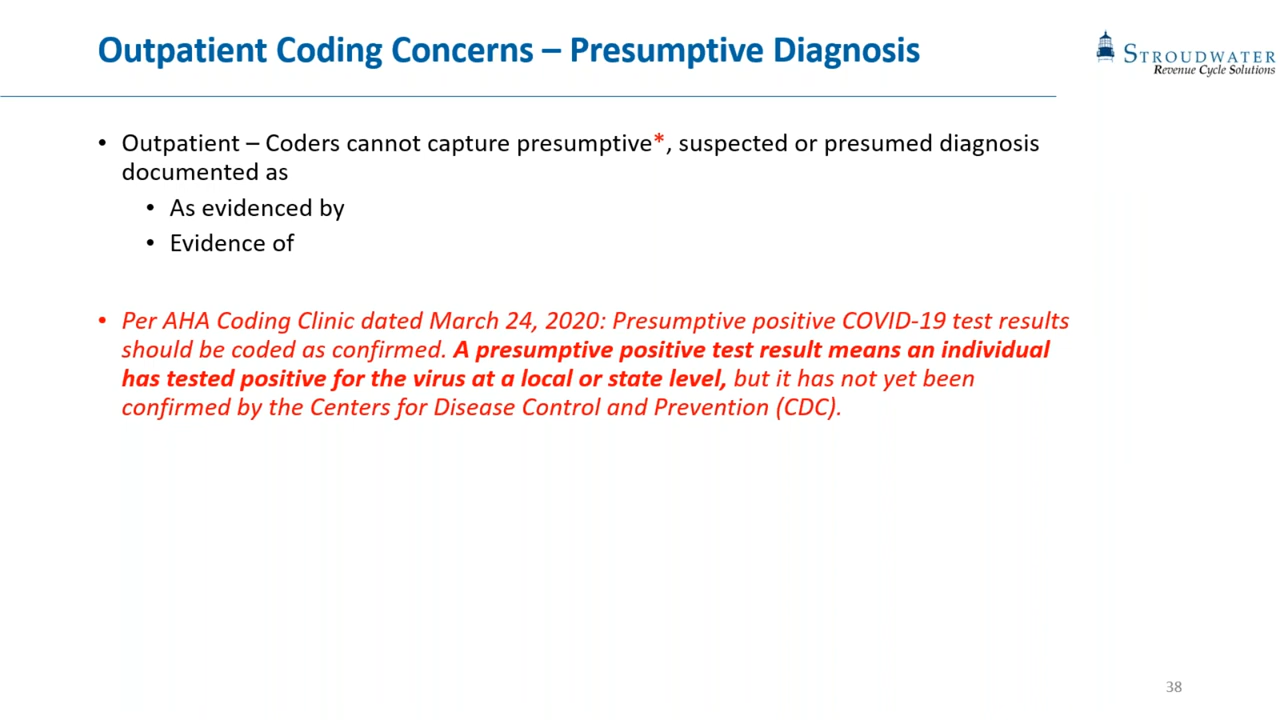 Outpatient Coding Concerns – Presumptive Diagnosis
STROUDWATER
Revenue Cycle Solutions
• Outpatient – Coders cannot capture presumptive*, suspected or presumed diagnosis
documented as
• As evidenced by
• Evidence of
• Per AHA Coding Clinic dated March 24, 2020: Presumptive positive COVID-19 test results
should be coded as confirmed. A presumptive positive test result means an individual
has tested positive for the virus at a local or state level, but it has not yet been
confirmed by the Centers for Disease Control and Prevention (CDC).
38